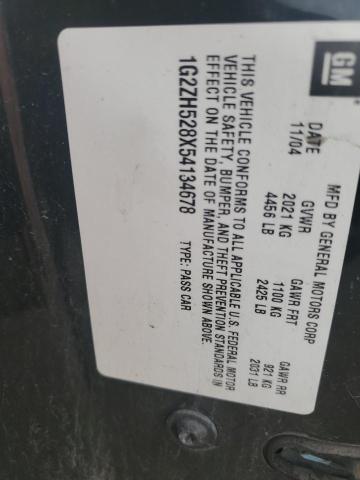 GM
MFD BY GENERAL MOTORS CORP
DATE GVWR GAWR FRT GAWR RR
11/04 2021 KG 1100 KG 921 KG
4456 LB 2425 LB 2031 LB
THIS VEHICLE CONFORMS TO ALL APPLICABLE U.S. FEDERAL MOTOR
VEHICLE SAFETY, BUMPER, AND THEFT PREVENTION STANDARDS IN
EFFECT ON THE DATE OF MANUFACTURE SHOWN ABOVE.
1G2ZH528X54134678 TYPE: PASS CAR